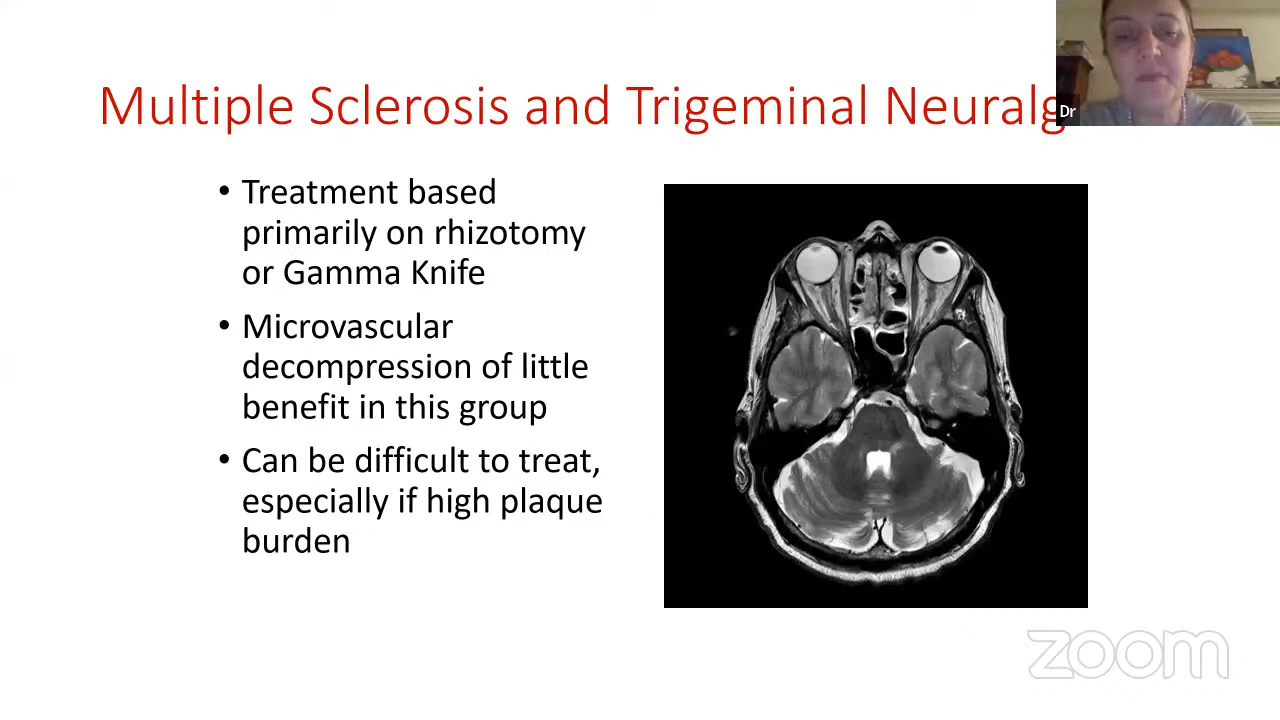 Multiple Sclerosis and Trigeminal Neuralg
Dr
• Treatment based
primarily on rhizotomy
or Gamma Knife
• Microvascular
decompression of little
benefit in this group
• Can be difficult to treat,
especially if high plaque
burden
zoom